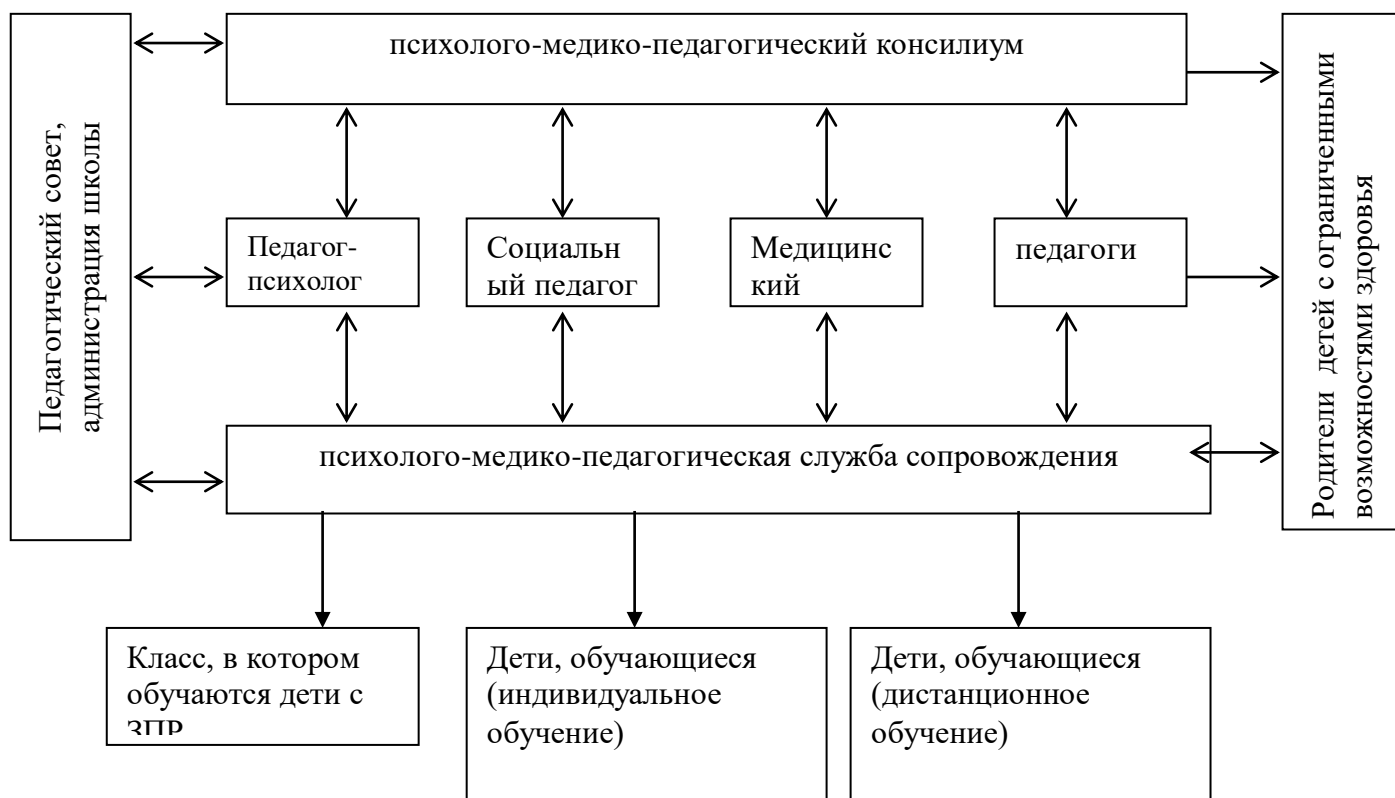 психолого-медико-педагогический консилиум
Педагогический совет,
администрация школы
Педагог-
психолог
Социальн
ый педагог
Медицинс
кий
педагоги
Родители детей с ограниченными
возможностями здоровья
психолого-медико-педагогическая служба сопровождения
Класс, в котором
обучаются дети с
ЗПР
Дети, обучающиеся
(индивидуальное
обучение)
Дети, обучающиеся
(дистанционное
обучение)